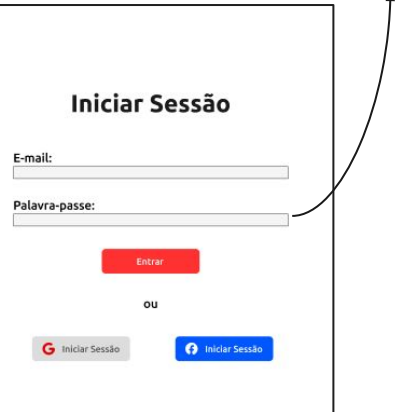 Iniciar Sessão
E-mail:
Palavra-passe:
Entrar
ou
Iniciar Sessão
Iniciar Sessão